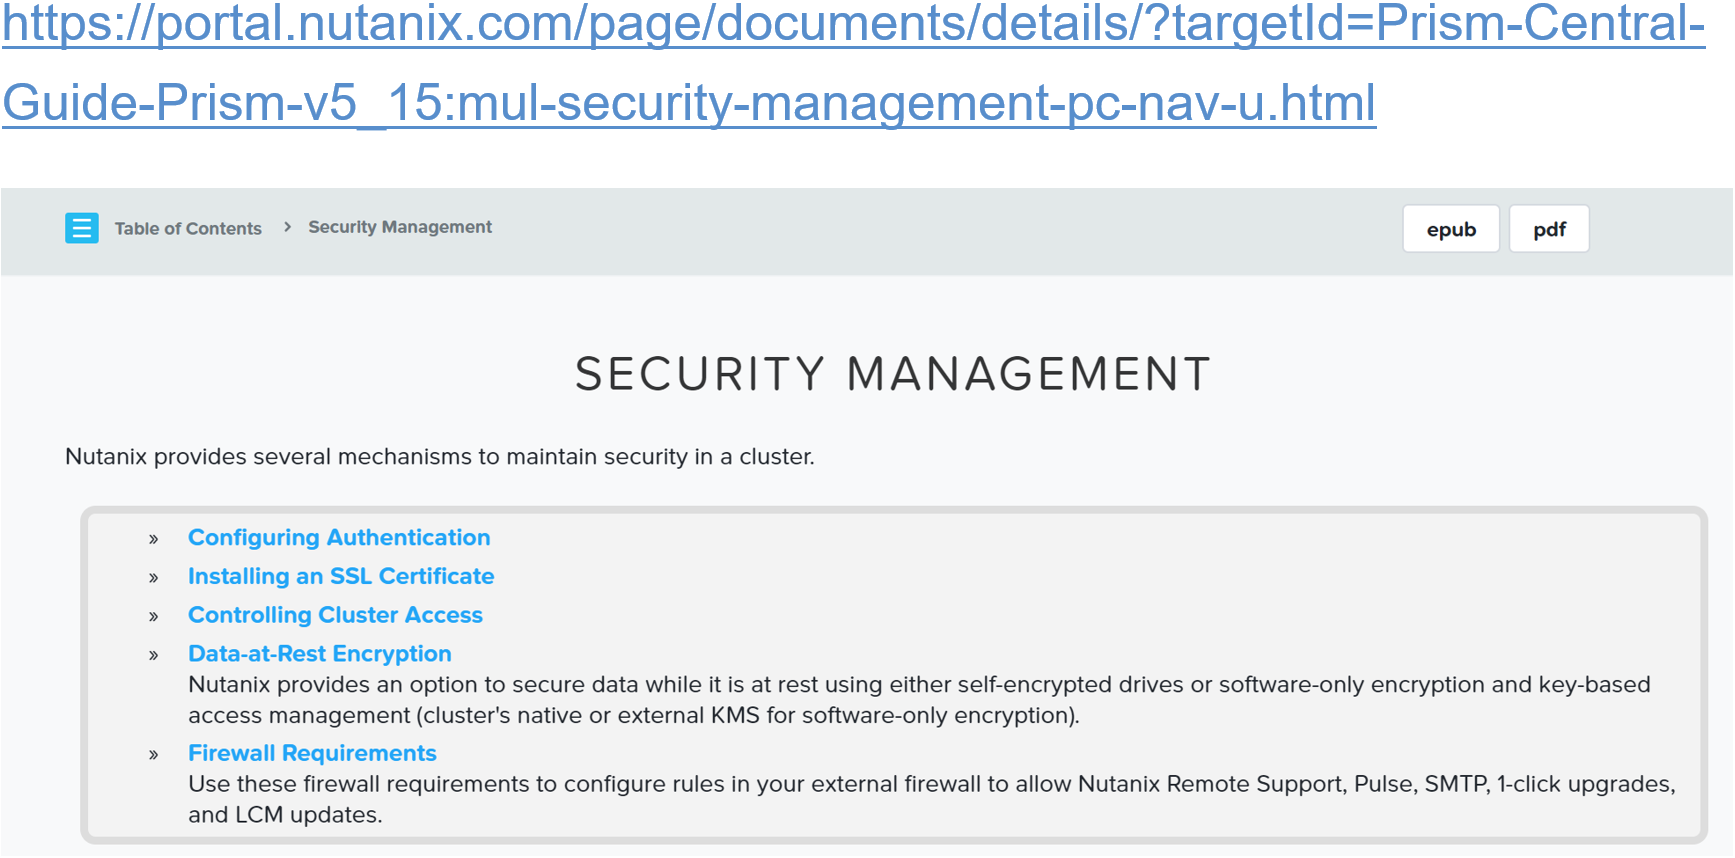 https://portal.nutanix.com/page/documents/details/?targetId=Prism-Central-
Guide-Prism-v5_15:mul-security-management-pc-nav-u.html
Table of Contents > Security Management
epub pdf
SECURITY MANAGEMENT
Nutanix provides several mechanisms to maintain security in a cluster.
» Configuring Authentication
» Installing an SSL Certificate
» Controlling Cluster Access
» Data-at-Rest Encryption
Nutanix provides an option to secure data while it is at rest using either self-encrypted drives or software-only encryption and key-based
access management (cluster's native or external KMS for software-only encryption).
» Firewall Requirements
Use these firewall requirements to configure rules in your external firewall to allow Nutanix Remote Support, Pulse, SMTP, 1-click upgrades,
and LCM updates.